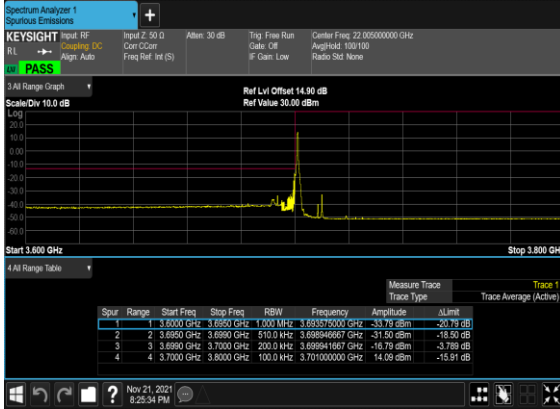 Spectrum Analyzer 1
Spurious Emissions
+
KEYSIGHT Input: RF Input Z: 50 Ω Atten: 30 dB Trig: Free Run Center Freq: 22.005000000 GHz
RL Coupling: DC Corr CCorr Gate: Off Avg|Hold: 100/100
Align: Auto Freq Ref: Int (S) IF Gain: Low Radio Std: None
PASS
3 All Range Graph
Ref Lvl Offset 14.90 dB
Scale/Div 10.0 dB Ref Value 30.00 dBm
Log
20.0
10.0
0.00
-10.0
-20.0
-30.0
-40.0
-50.0
-60.0
Start 3.600 GHz Stop 3.800 GH
4 All Range Table
Measure Trace Trace 1
Trace Type Trace Average (Active)
Spur Range Start Freq Stop Freq RBW Frequency Amplitude ΔLimit
1 1 3.6000 GHz 3.6950 GHz 1.000 MHz 3.693575000 GHz -33.79 dBm -20.79 dB
2 2 3.6950 GHz 3.6990 GHz 510.0 kHz 3.698946667 GHz -31.50 dBm -18.50 dB
3 3 3.6990 GHz 3.7000 GHz 200.0 kHz 3.699941667 GHz -16.79 dBm -3.789 dB
4 4 3.7000 GHz 3.8000 GHz 100.0 kHz 3.701000000 GHz 14.09 dBm -15.91 dB
? Nov 21, 2021
8:25:34 PM